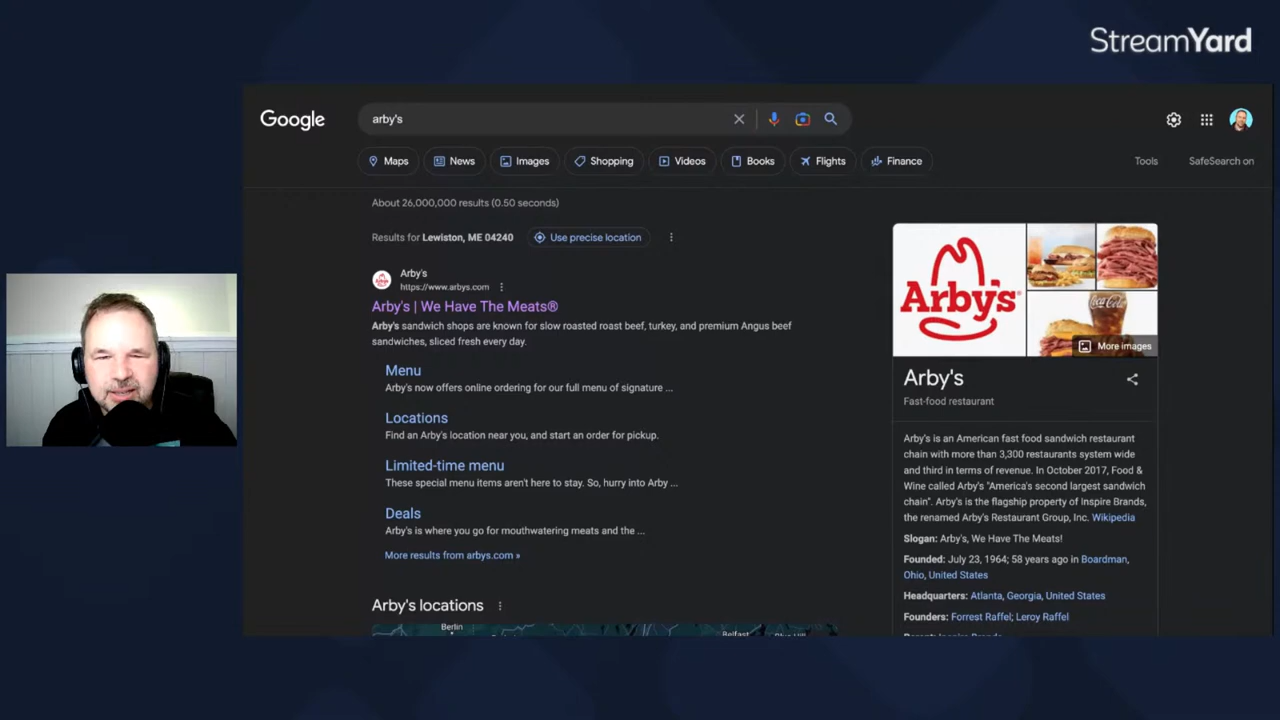 StreamYard
Google
arby's
Maps
News
Images
Shopping
Videos
Books
Flights
Finance
Tools
SafeSearch on
About 26,000,000 results (0.50 seconds)
Results for Lewiston, ME 04240
Use precise location
Arby's
https://www.arbys.com
Arby's | We Have The Meats®
Arby's sandwich shops are known for slow roasted roast beef, turkey, and premium Angus beef
sandwiches, sliced fresh every day.
Menu
Arby's now offers online ordering for our full menu of signature ...
Locations
Find an Arby's location near you, and start an order for pickup.
Limited-time menu
These special menu items aren't here to stay. So, hurry into Arby ...
Deals
Arby's is where you go for mouthwatering meats and the ...
More results from arbys.com »
Arby's locations
Berlin
Belfast
Arby's®
Coca-Cola
More images
Arby's
Fast-food restaurant
Arby's is an American fast food sandwich restaurant
chain with more than 3,300 restaurants system wide
and third in terms of revenue. In October 2017, Food &
Wine called Arby's "America's second largest sandwich
chain". Arby's is the flagship property of Inspire Brands,
the renamed Arby's Restaurant Group, Inc. Wikipedia
Slogan: Arby's, We Have The Meats!
Founded: July 23, 1964; 58 years ago in Boardman,
Ohio, United States
Headquarters: Atlanta, Georgia, United States
Founders: Forrest Raffel; Leroy Raffel